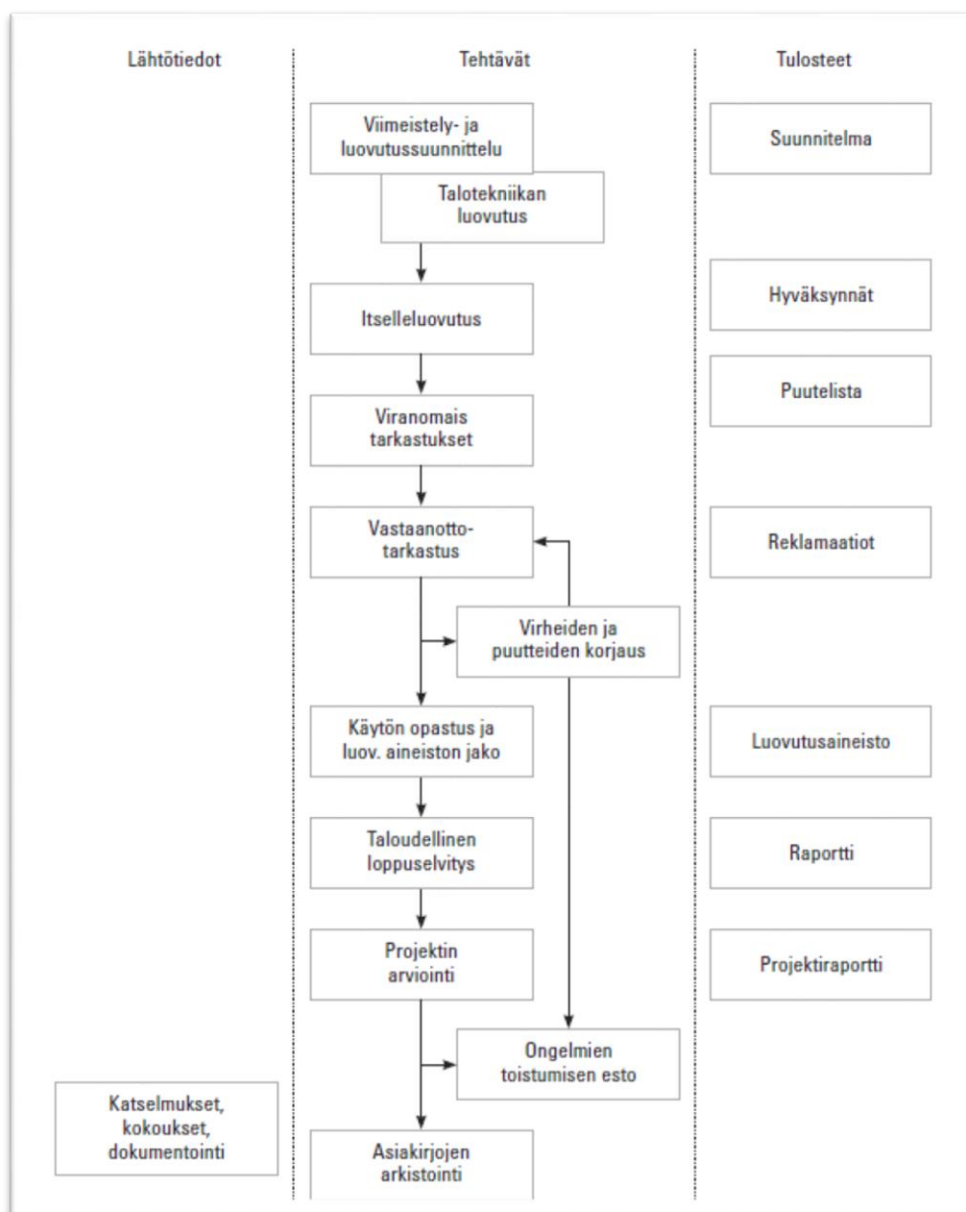 Lähtötiedot
Tehtävät
Tulosteet
Viimeistely- ja
luovutussuunnittelu
Suunnitelma
Talotekniikan
luovutus
Hyväksynnät
Itselleluovutus
Puutelista
Viranomais
tarkastukset
Vastaanotto-
tarkastus
Reklamaatiot
Virheiden ja
puutteiden korjaus
Käytön opastus ja
luov. aineiston jako
Luovutusaineisto
Taloudellinen
loppuselvitys
Raportti
Projektin
arviointi
Projektiraportti
Ongelmien
toistumisen esto
Katselmukset,
kokoukset,
dokumentointi
Asiakirjojen
arkistointi